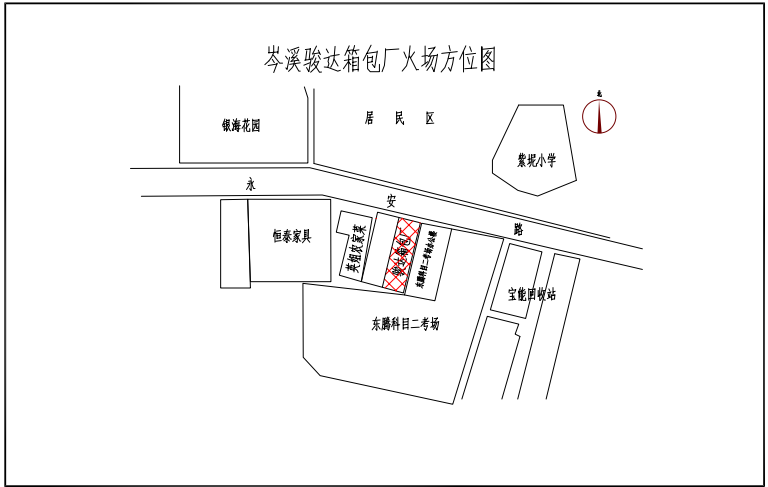 岑溪骏达箱包厂火场方位图
北
银海花园
居民区
紫坭小学
永安路
恒泰家具
英姐农家菜
骏达箱包厂
东腾科目二考场办公楼
宝能回收站
东腾科目二考场